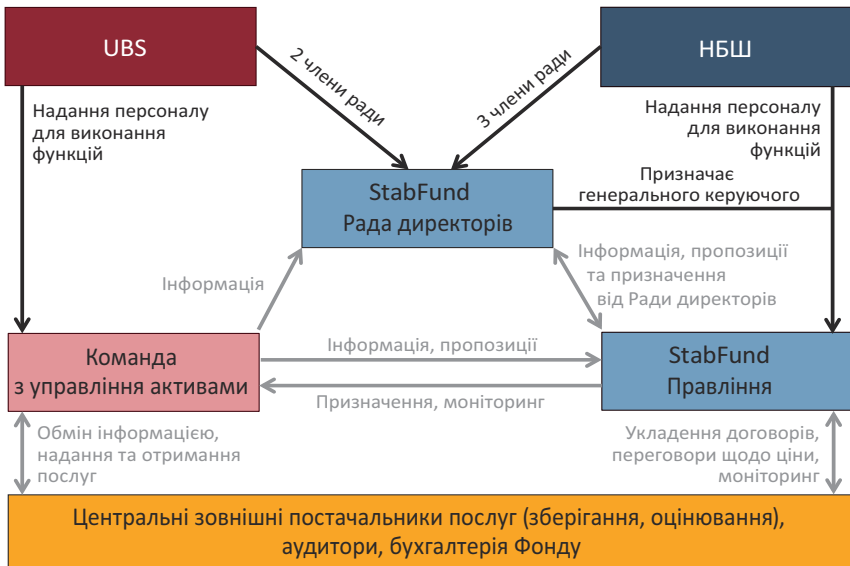 UBS
НБШ
2 члени ради
3 члени ради
Надання персоналу
для виконання
функцій
Надання персоналу
для виконання
функцій
StabFund
Рада директорів
Призначає
генерального керуючого
Інформація
Інформація, пропозиції
та призначення
від Ради директорів
Команда
з управління активами
Інформація, пропозиції
Призначення, моніторинг
StabFund
Правління
Обмін інформацією,
надання та отримання
послуг
Укладення договорів,
переговори щодо ціни,
моніторинг
Центральні зовнішні постачальники послуг (зберігання, оцінювання),
аудитори, бухгалтерія Фонду